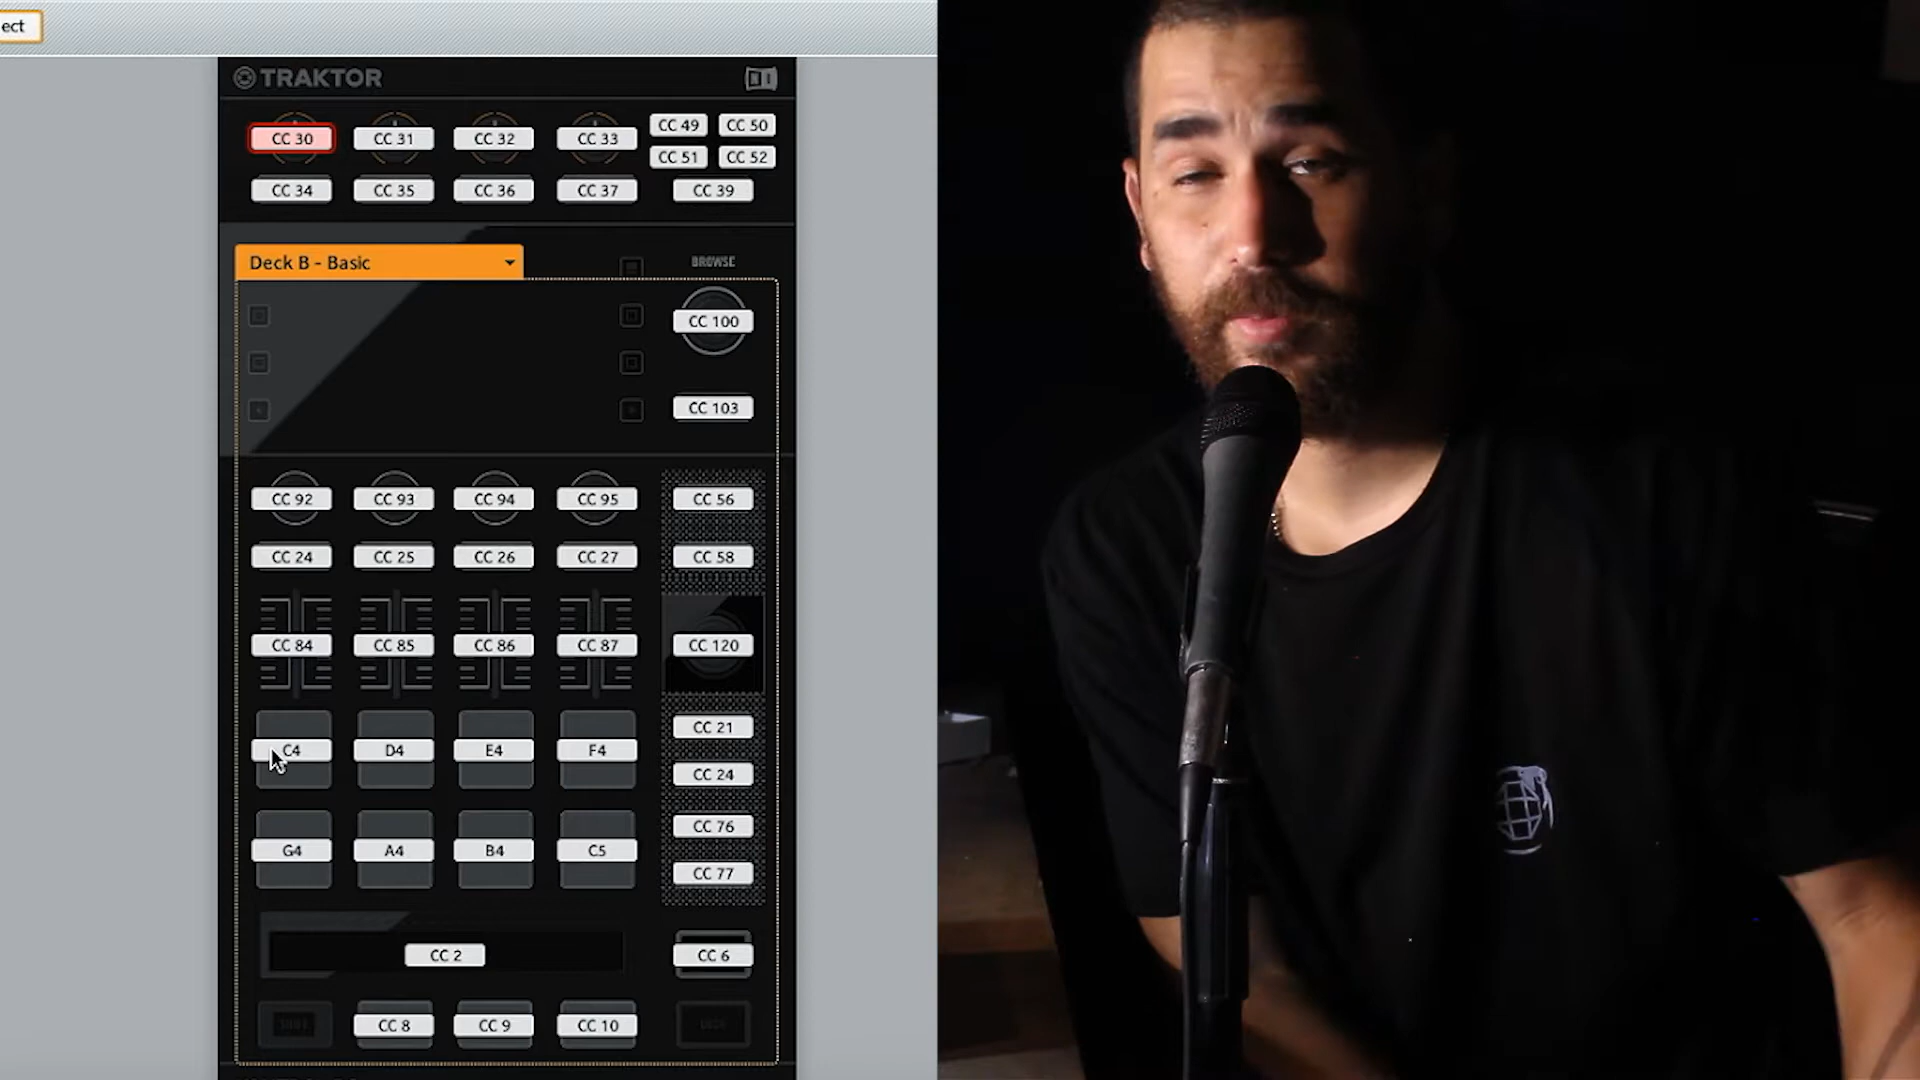 ect
TRAKTOR
CC 30 CC 31 CC 32 CC 33 CC 49 CC 50
CC 51 CC 52
CC 34 CC 35 CC 36 CC 37 CC 39
Deck B - Basic
BROWSE
CC 100
CC 103
CC 92 CC 93 CC 94 CC 95 CC 56
CC 24 CC 25 CC 26 CC 27 CC 58
CC 84 CC 85 CC 86 CC 87 CC 120
C4 D4 E4 F4 CC 21
CC 24
G4 A4 B4 C5 CC 76
CC 77
CC 2 CC 6
SHIFT CC 8 CC 9 CC 10